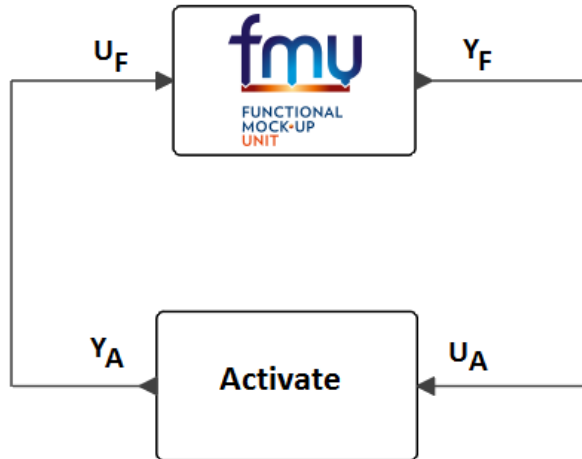 U_F
fmu
Y_F
FUNCTIONAL
MOCK-UP
UNIT
Y_A
Activate
U_A